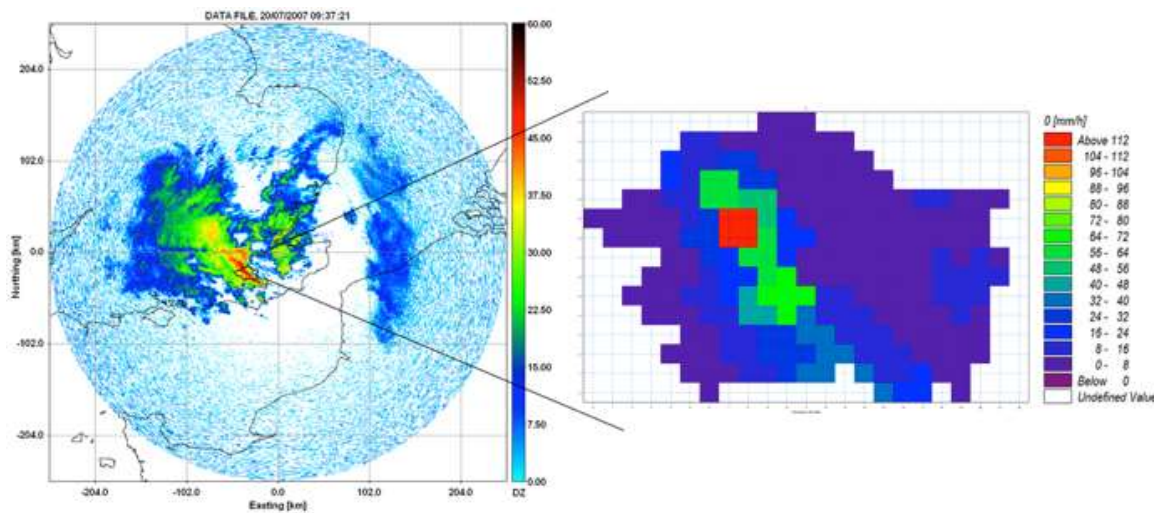 DATA FILE, 20/07/2007 09:37:21
60.00
52.50
45.00
37.50
30.00
22.50
15.00
7.50
0.00
DZ
204.0
102.0
0.0
-102.0
-204.0
Northing [km]
-204.0 -102.0 0.0 102.0 204.0
Easting [km]
0 [mm/h]
Above 112
104 - 112
96 - 104
88 - 96
80 - 88
72 - 80
64 - 72
56 - 64
48 - 56
40 - 48
32 - 40
24 - 32
16 - 24
8 - 16
0 - 8
Below 0
Undefined Value